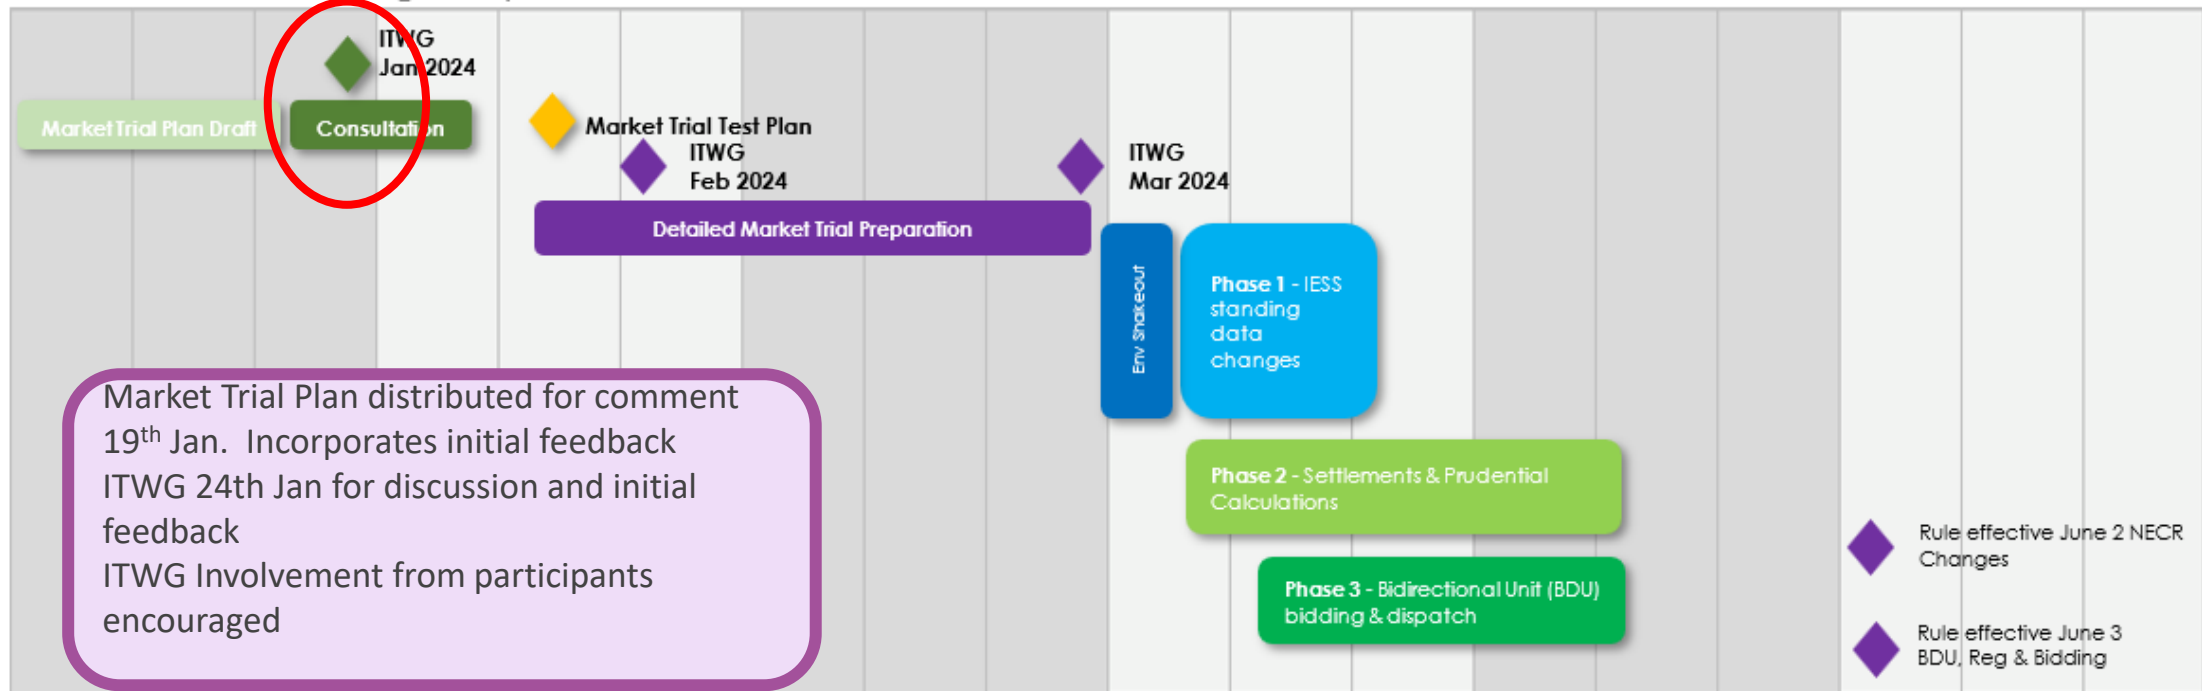 ITWG
Jan 2024
Market Trial Plan Draft
Consultation
Market Trial Test Plan
ITWG
Feb 2024
ITWG
Mar 2024
Detailed Market Trial Preparation
Env Shakeout
Phase 1 - IESS
standing
data
changes
Market Trial Plan distributed for comment
19th Jan.  Incorporates initial feedback
ITWG 24th Jan for discussion and initial
feedback
ITWG Involvement from participants
encouraged
Phase 2 - Settlements & Prudential
Calculations
Phase 3 - Bidirectional Unit (BDU)
bidding & dispatch
Rule effective June 2 NECR
Changes
Rule effective June 3
BDU, Reg & Bidding